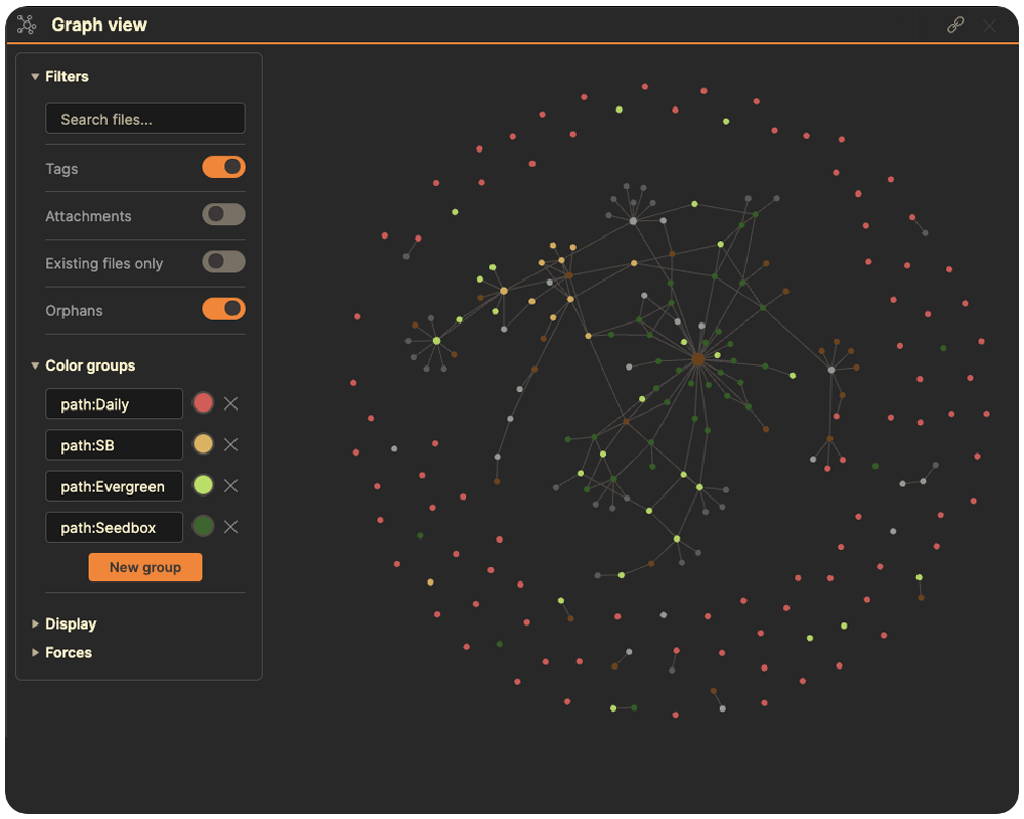 Graph view
Filters
Search files...
Tags
Attachments
Existing files only
Orphans
Color groups
path:Daily
path:SB
path:Evergreen
path:Seedbox
New group
Display
Forces